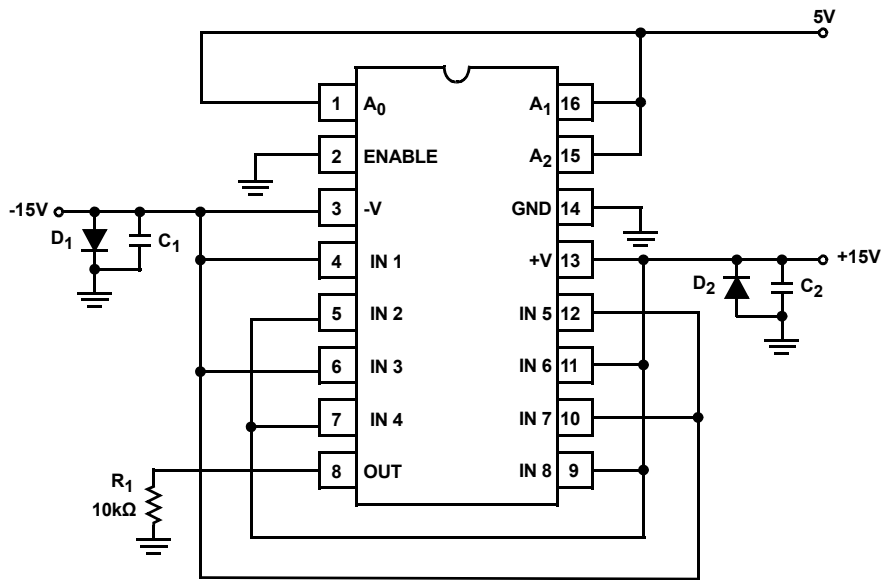 5V
1 A0 A1 16
2 ENABLE A2 15
-15V 3 -V GND 14
D1 C1
4 IN 1 +V 13 +15V
D2 C2
5 IN 2 IN 5 12
6 IN 3 IN 6 11
7 IN 4 IN 7 10
8 OUT IN 8 9
R1
10kΩ